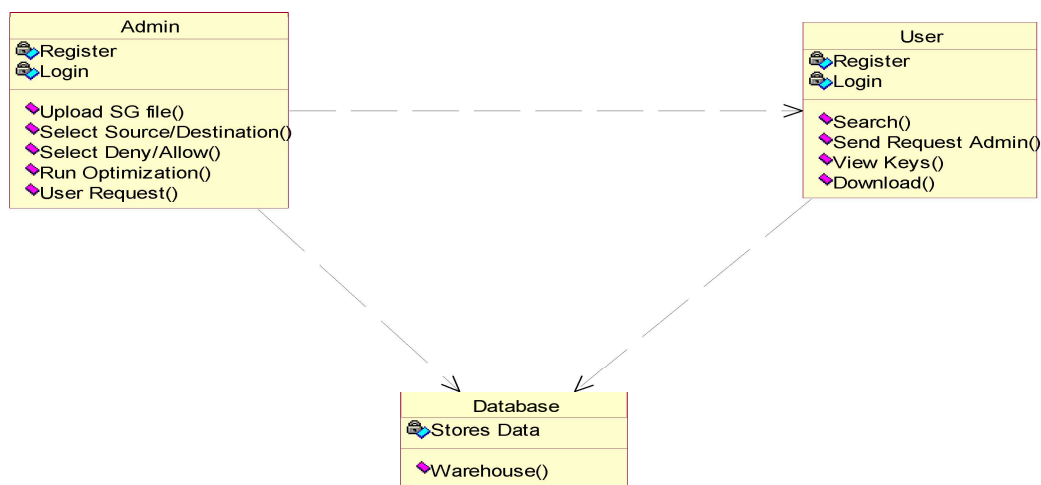 Admin
Register
Login
Upload SG file()
Select Source/Destination()
Select Deny/Allow()
Run Optimization()
User Request()
User
Register
Login
Search()
Send Request Admin()
View Keys()
Download()
Database
Stores Data
Warehouse()